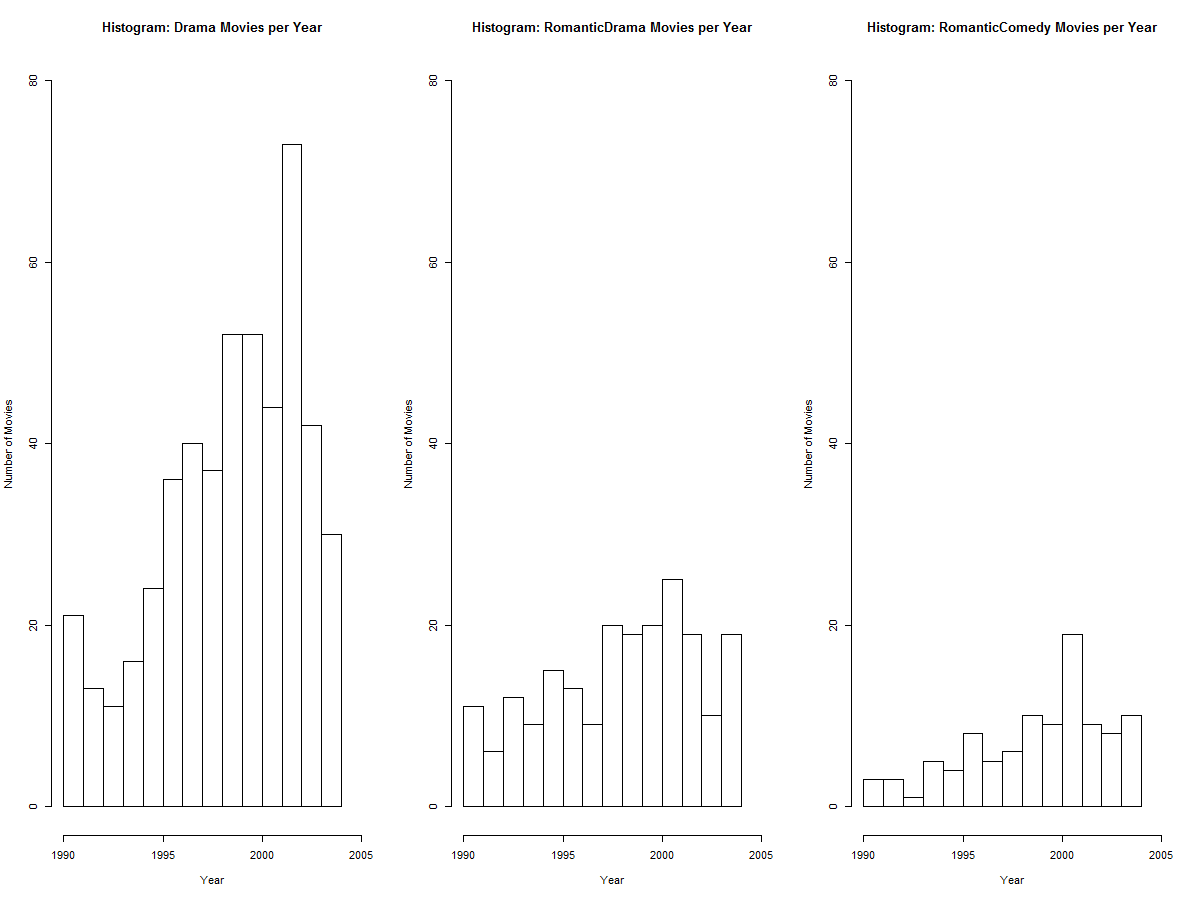 Histogram: Drama Movies per Year
Number of Movies
80
60
40
20
0
1990 1995 2000 2005
Year
Histogram: RomanticDrama Movies per Year
Number of Movies
80
60
40
20
0
1990 1995 2000 2005
Year
Histogram: RomanticComedy Movies per Year
Number of Movies
80
60
40
20
0
1990 1995 2000 2005
Year